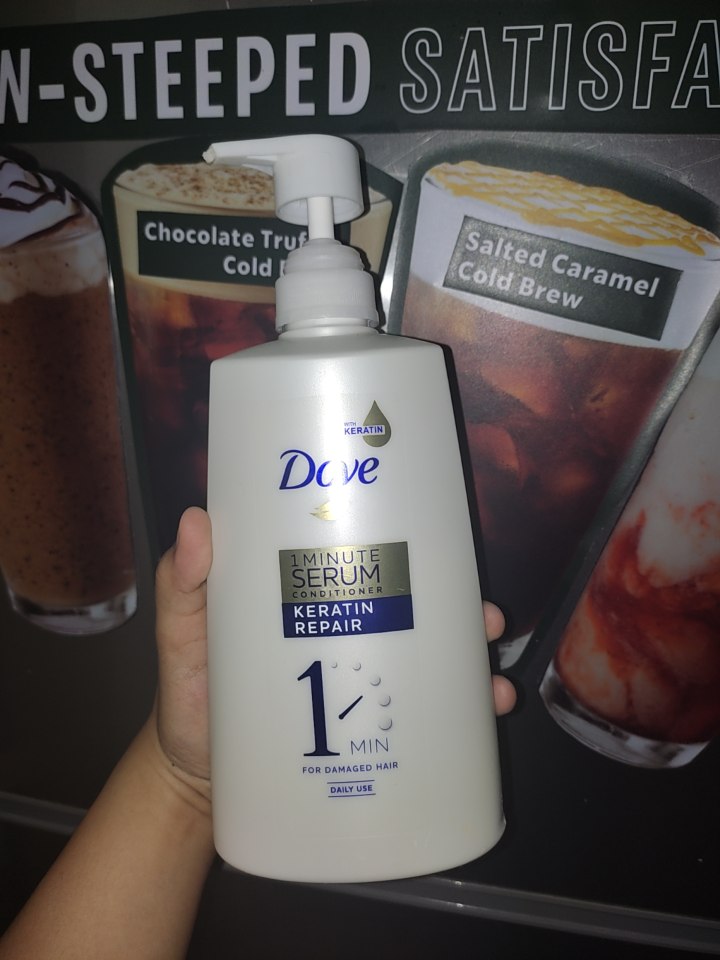 N-STEEPED SATISFA
Chocolate Truf
Cold
Salted Caramel
Cold Brew
WITH
KERATIN
Dove
1 MINUTE
SERUM
CONDITIONER
KERATIN
REPAIR
1
MIN
FOR DAMAGED HAIR
DAILY USE